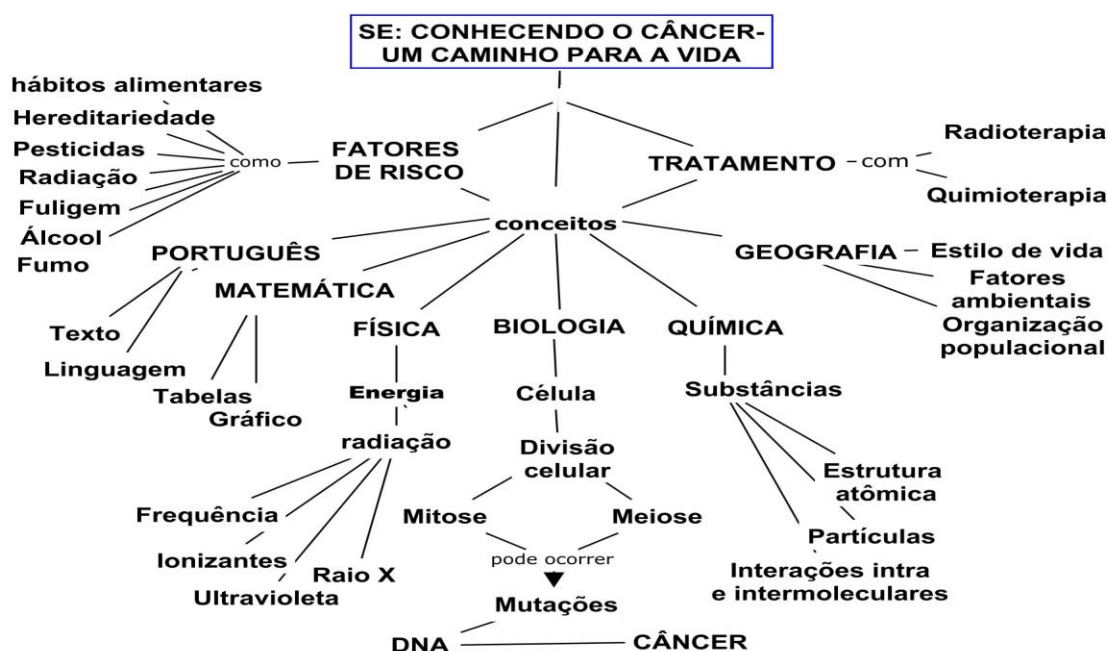 SE: CONHECENDO O CÂNCER-
UM CAMINHO PARA A VIDA
hábitos alimentares
Hereditariedade
Pesticidas
Radiação
Fuligem
Álcool
Fumo
como
FATORES
DE RISCO
TRATAMENTO
com
Radioterapia
Quimioterapia
conceitos
PORTUGUÊS
Texto
Linguagem
MATEMÁTICA
Tabelas
Gráfico
FÍSICA
Energia
radiação
Frequência
Ionizantes
Ultravioleta
Raio X
BIOLOGIA
Célula
Divisão
celular
Mitose
Meiose
pode ocorrer
Mutações
DNA
CÂNCER
QUÍMICA
Substâncias
Estrutura
atômica
Partículas
Interações intra
e intermoleculares
GEOGRAFIA
Estilo de vida
Fatores
ambientais
Organização
populacional